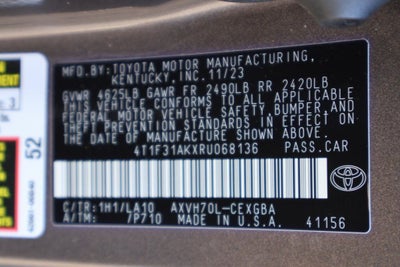 MFD.BY:TOYOTA MOTOR MANUFACTURING,
KENTUCKY,INC.11/23
GVWR 4625LB GAWR FR 2490LB RR 2420LB
THIS VEHICLE CONFORMS TO ALL APPLICABLE
FEDERAL MOTOR VEHICLE SAFETY, BUMPER, AND
THEFT PREVENTION STANDARDS IN EFFECT ON
THE DATE OF MANUFACTURE SHOWN ABOVE.
4T1F31AKXRU068136 PASS.CAR
C/TR:1H1/LA10 AXVH70L-CEXGBA
A/TM: 7P710 MADE IN U.S.A.
41156
TOYOTA
3
52